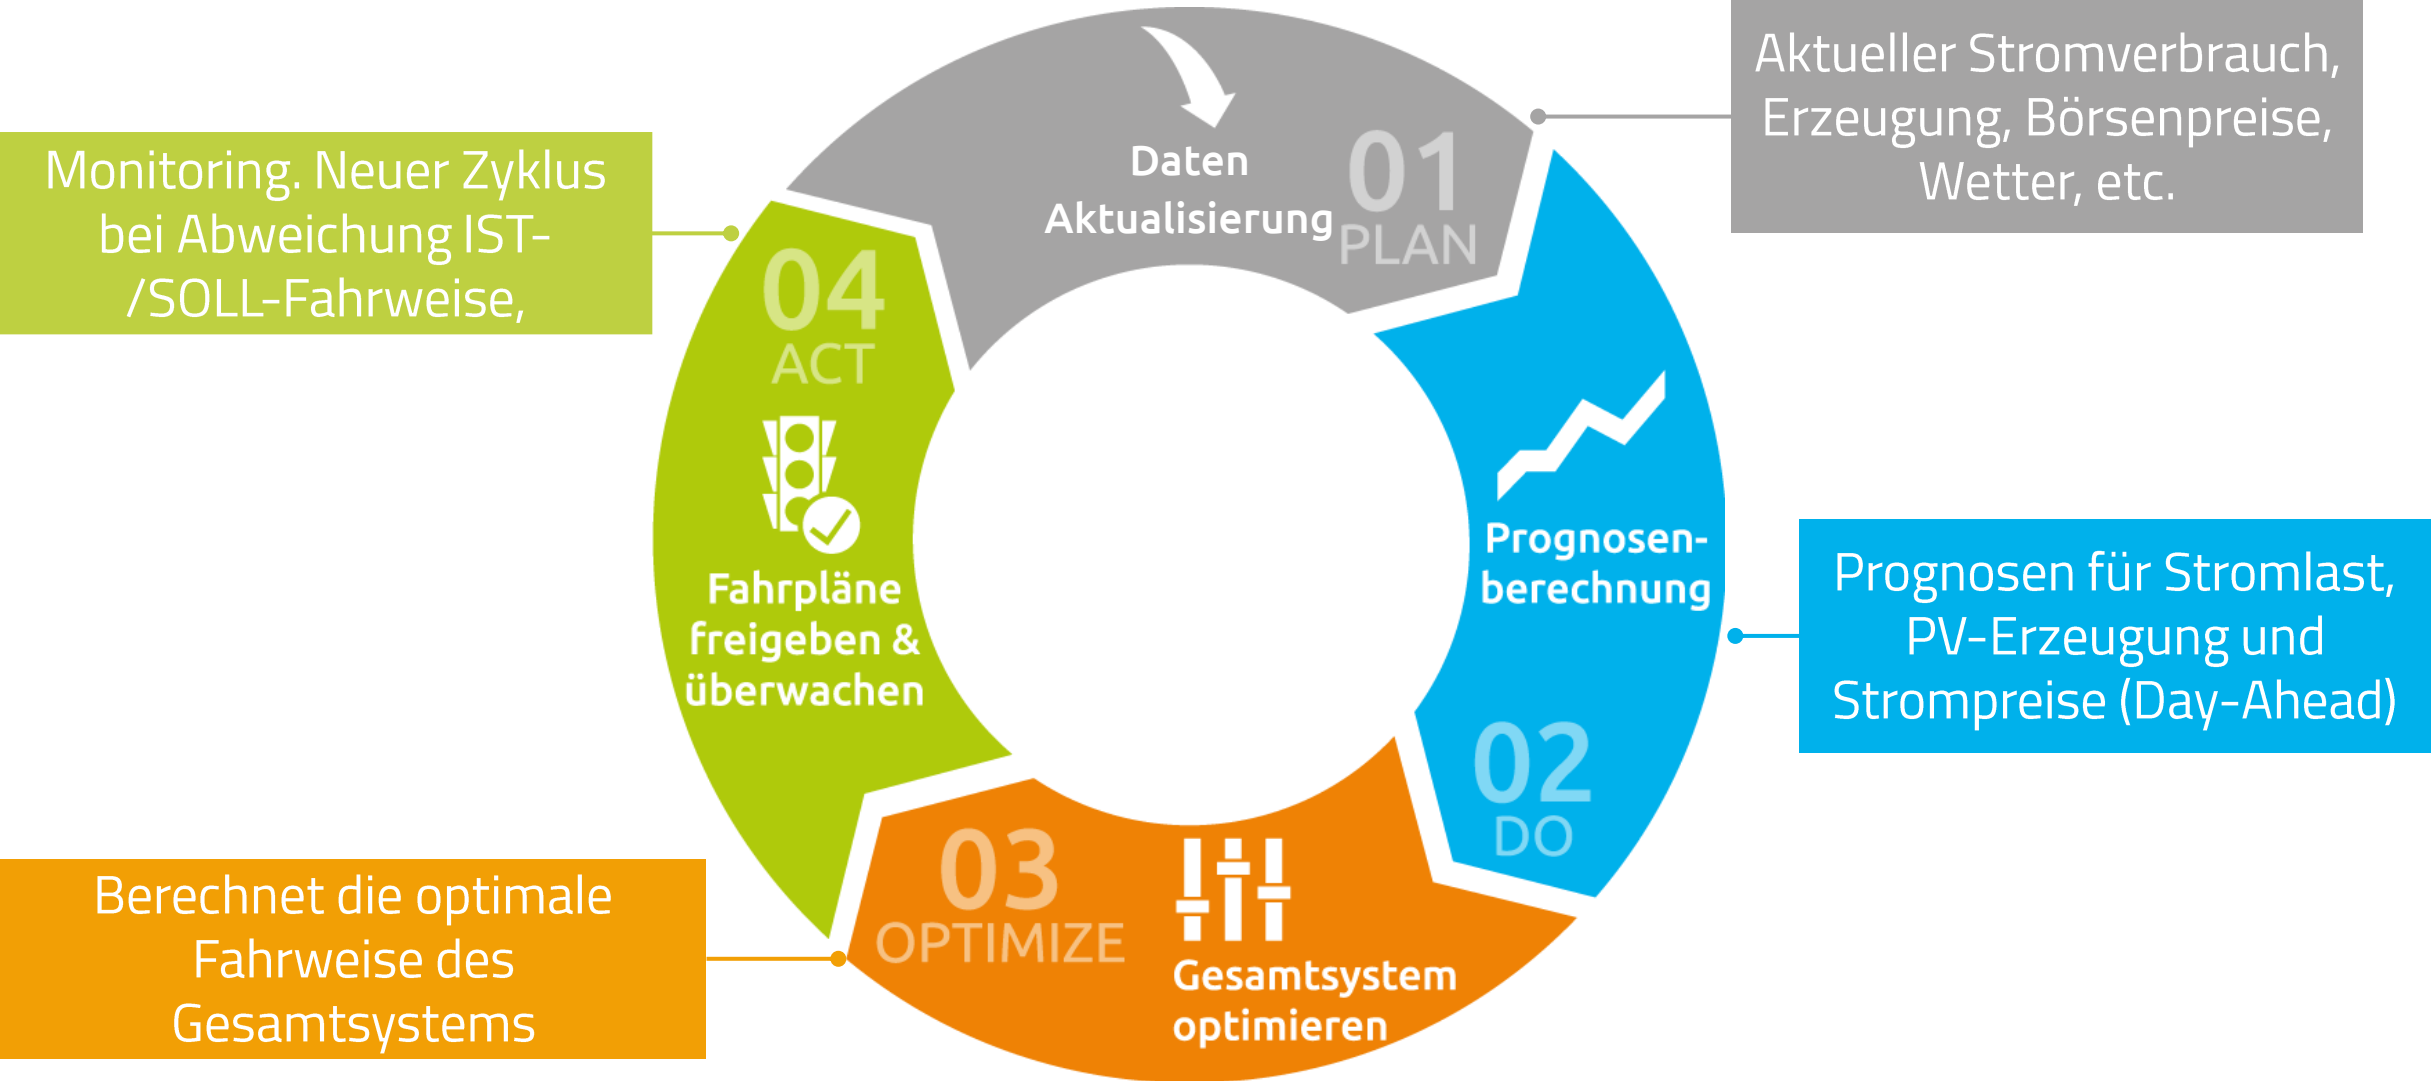 Aktueller Stromverbrauch,
Erzeugung, Börsenpreise,
Wetter, etc.
Daten
Aktualisierung
01
PLAN
Monitoring. Neuer Zyklus
bei Abweichung IST-
/SOLL-Fahrweise,
04
ACT
Fahrpläne
freigeben &
überwachen
Prognosen-
berechnung
02
DO
Prognosen für Stromlast,
PV-Erzeugung und
Strompreise (Day-Ahead)
03
OPTIMIZE
Gesamtsystem
optimieren
Berechnet die optimale
Fahrweise des
Gesamtsystems